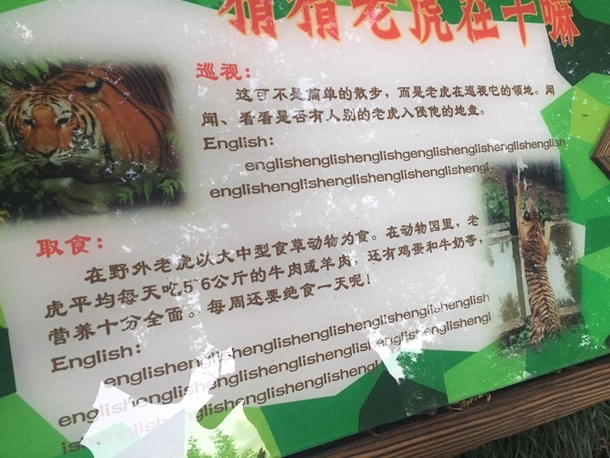 猜猜老虎在干嘛
巡视：
这可不是简单的散步，而是老虎在巡视它的领地。闻
闻、看看是否有人别的老虎入侵他的地盘。
English:
englishenglishenglishgenglishenglishenglishenglish
englishenglishenglishenglishenglishengl
取食：
在野外老虎以大中型食草动物为食。在动物园里，老
虎平均每天吃5~6公斤的牛肉或羊肉，还有鸡蛋和牛奶等，
营养十分全面。每周还要绝食一天呢！
English:
englishenglishenglishenglishenglishenglishenglish
englishenglishenglishenglishenglishenglishengl